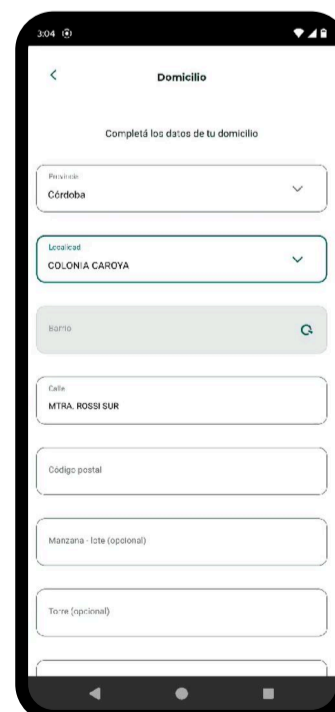 3:04
Domicilio
Completá los datos de tu domicilio
Provincia
Córdoba
Localidad
COLONIA CAROYA
Barrio
Calle
MTRA. ROSSI SUR
Código postal
Manzana - lote (opcional)
Torre (opcional)